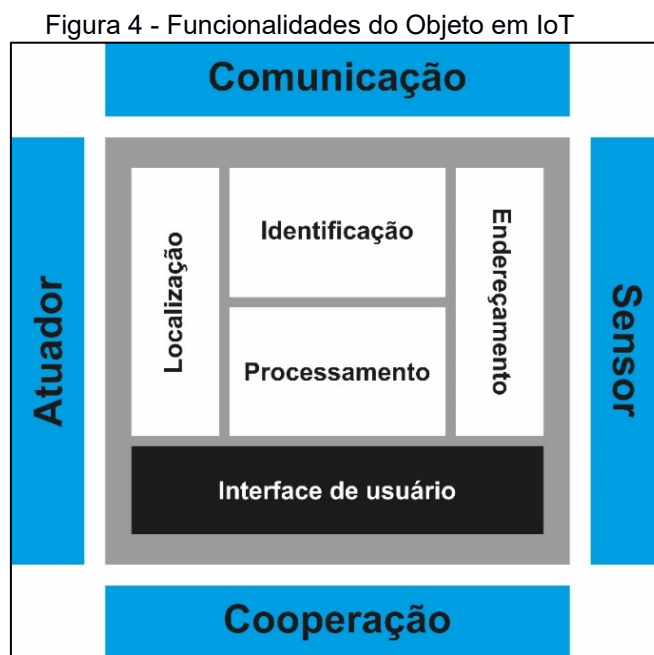 Figura 4 - Funcionalidades do Objeto em IoT
Comunicação
Atuador
Localização
Identificação
Processamento
Endereçamento
Sensor
Interface de usuário
Cooperação